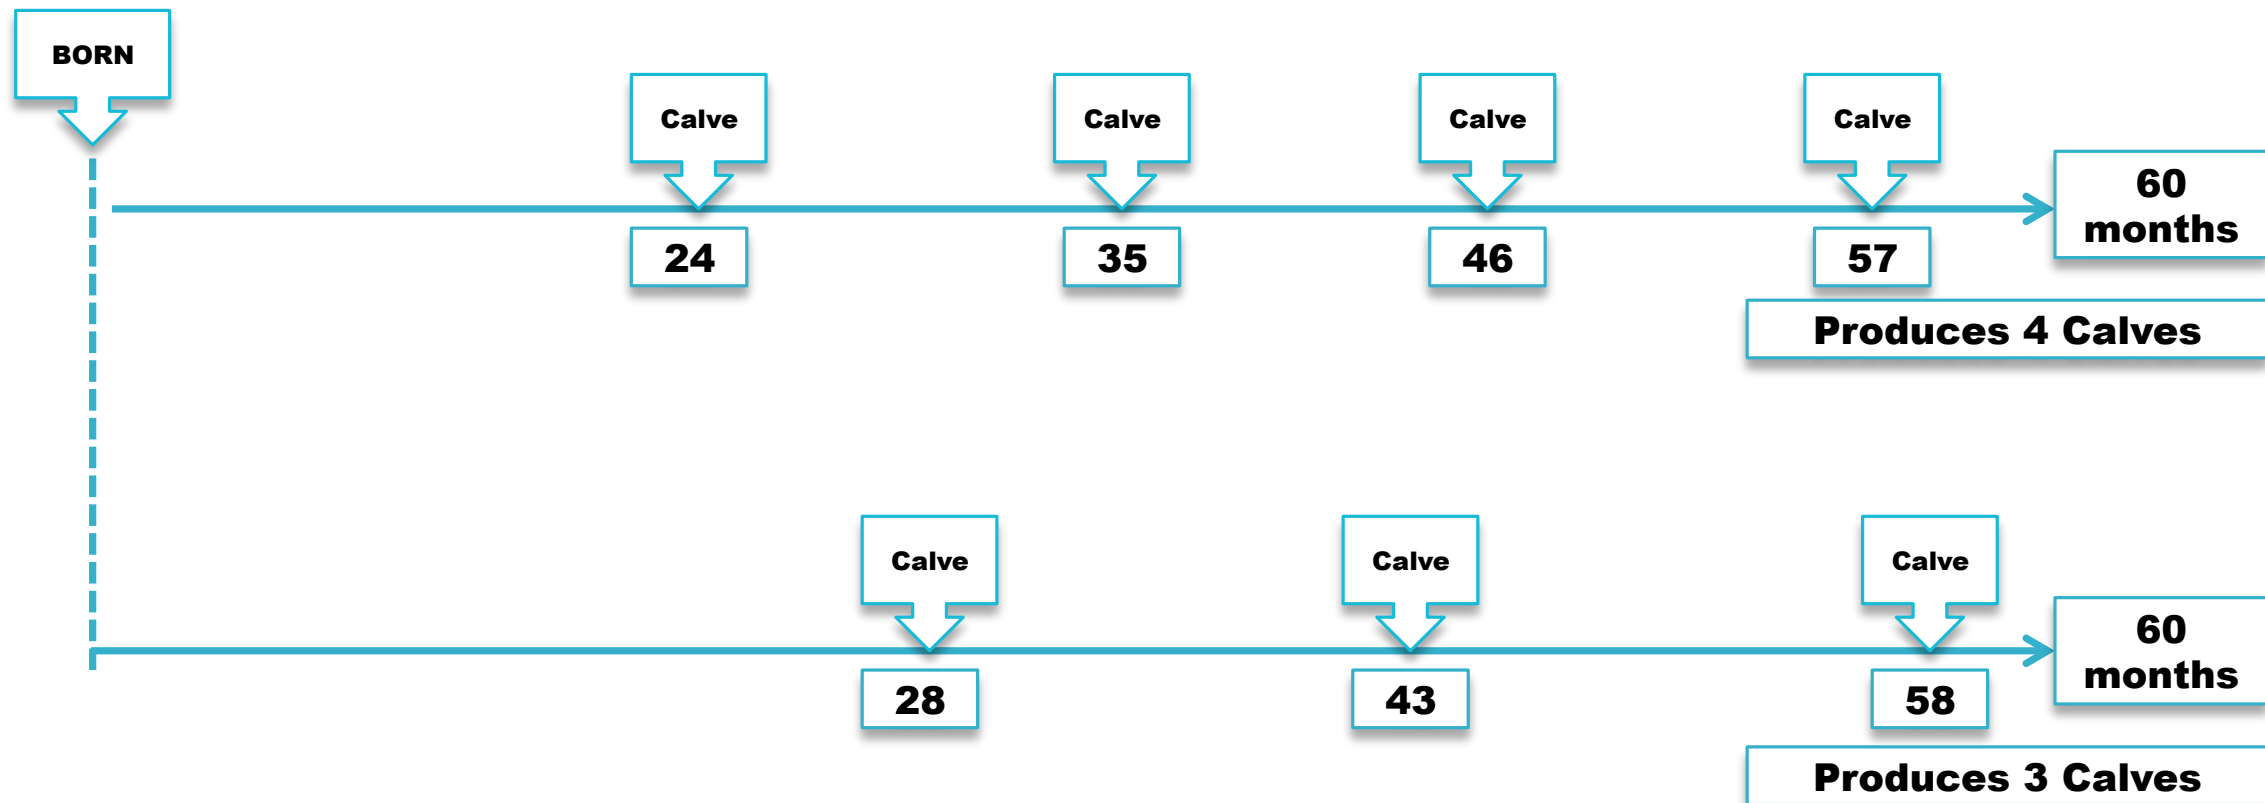 BORN
Calve
Calve
Calve
Calve
60
months
24
35
46
57
Produces 4 Calves
Calve
Calve
Calve
60
months
28
43
58
Produces 3 Calves